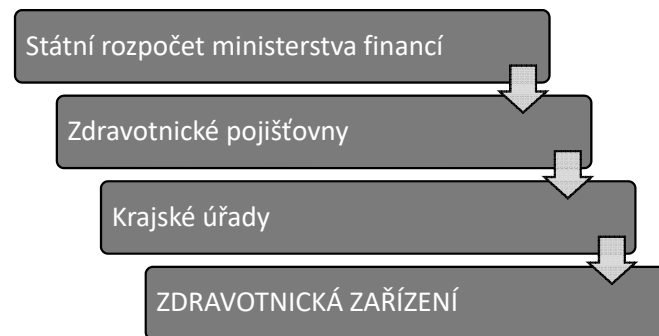 Státní rozpočet ministerstva financí
Zdravotnické pojišťovny
Krajské úřady
ZDRAVOTNICKÁ ZAŘÍZENÍ